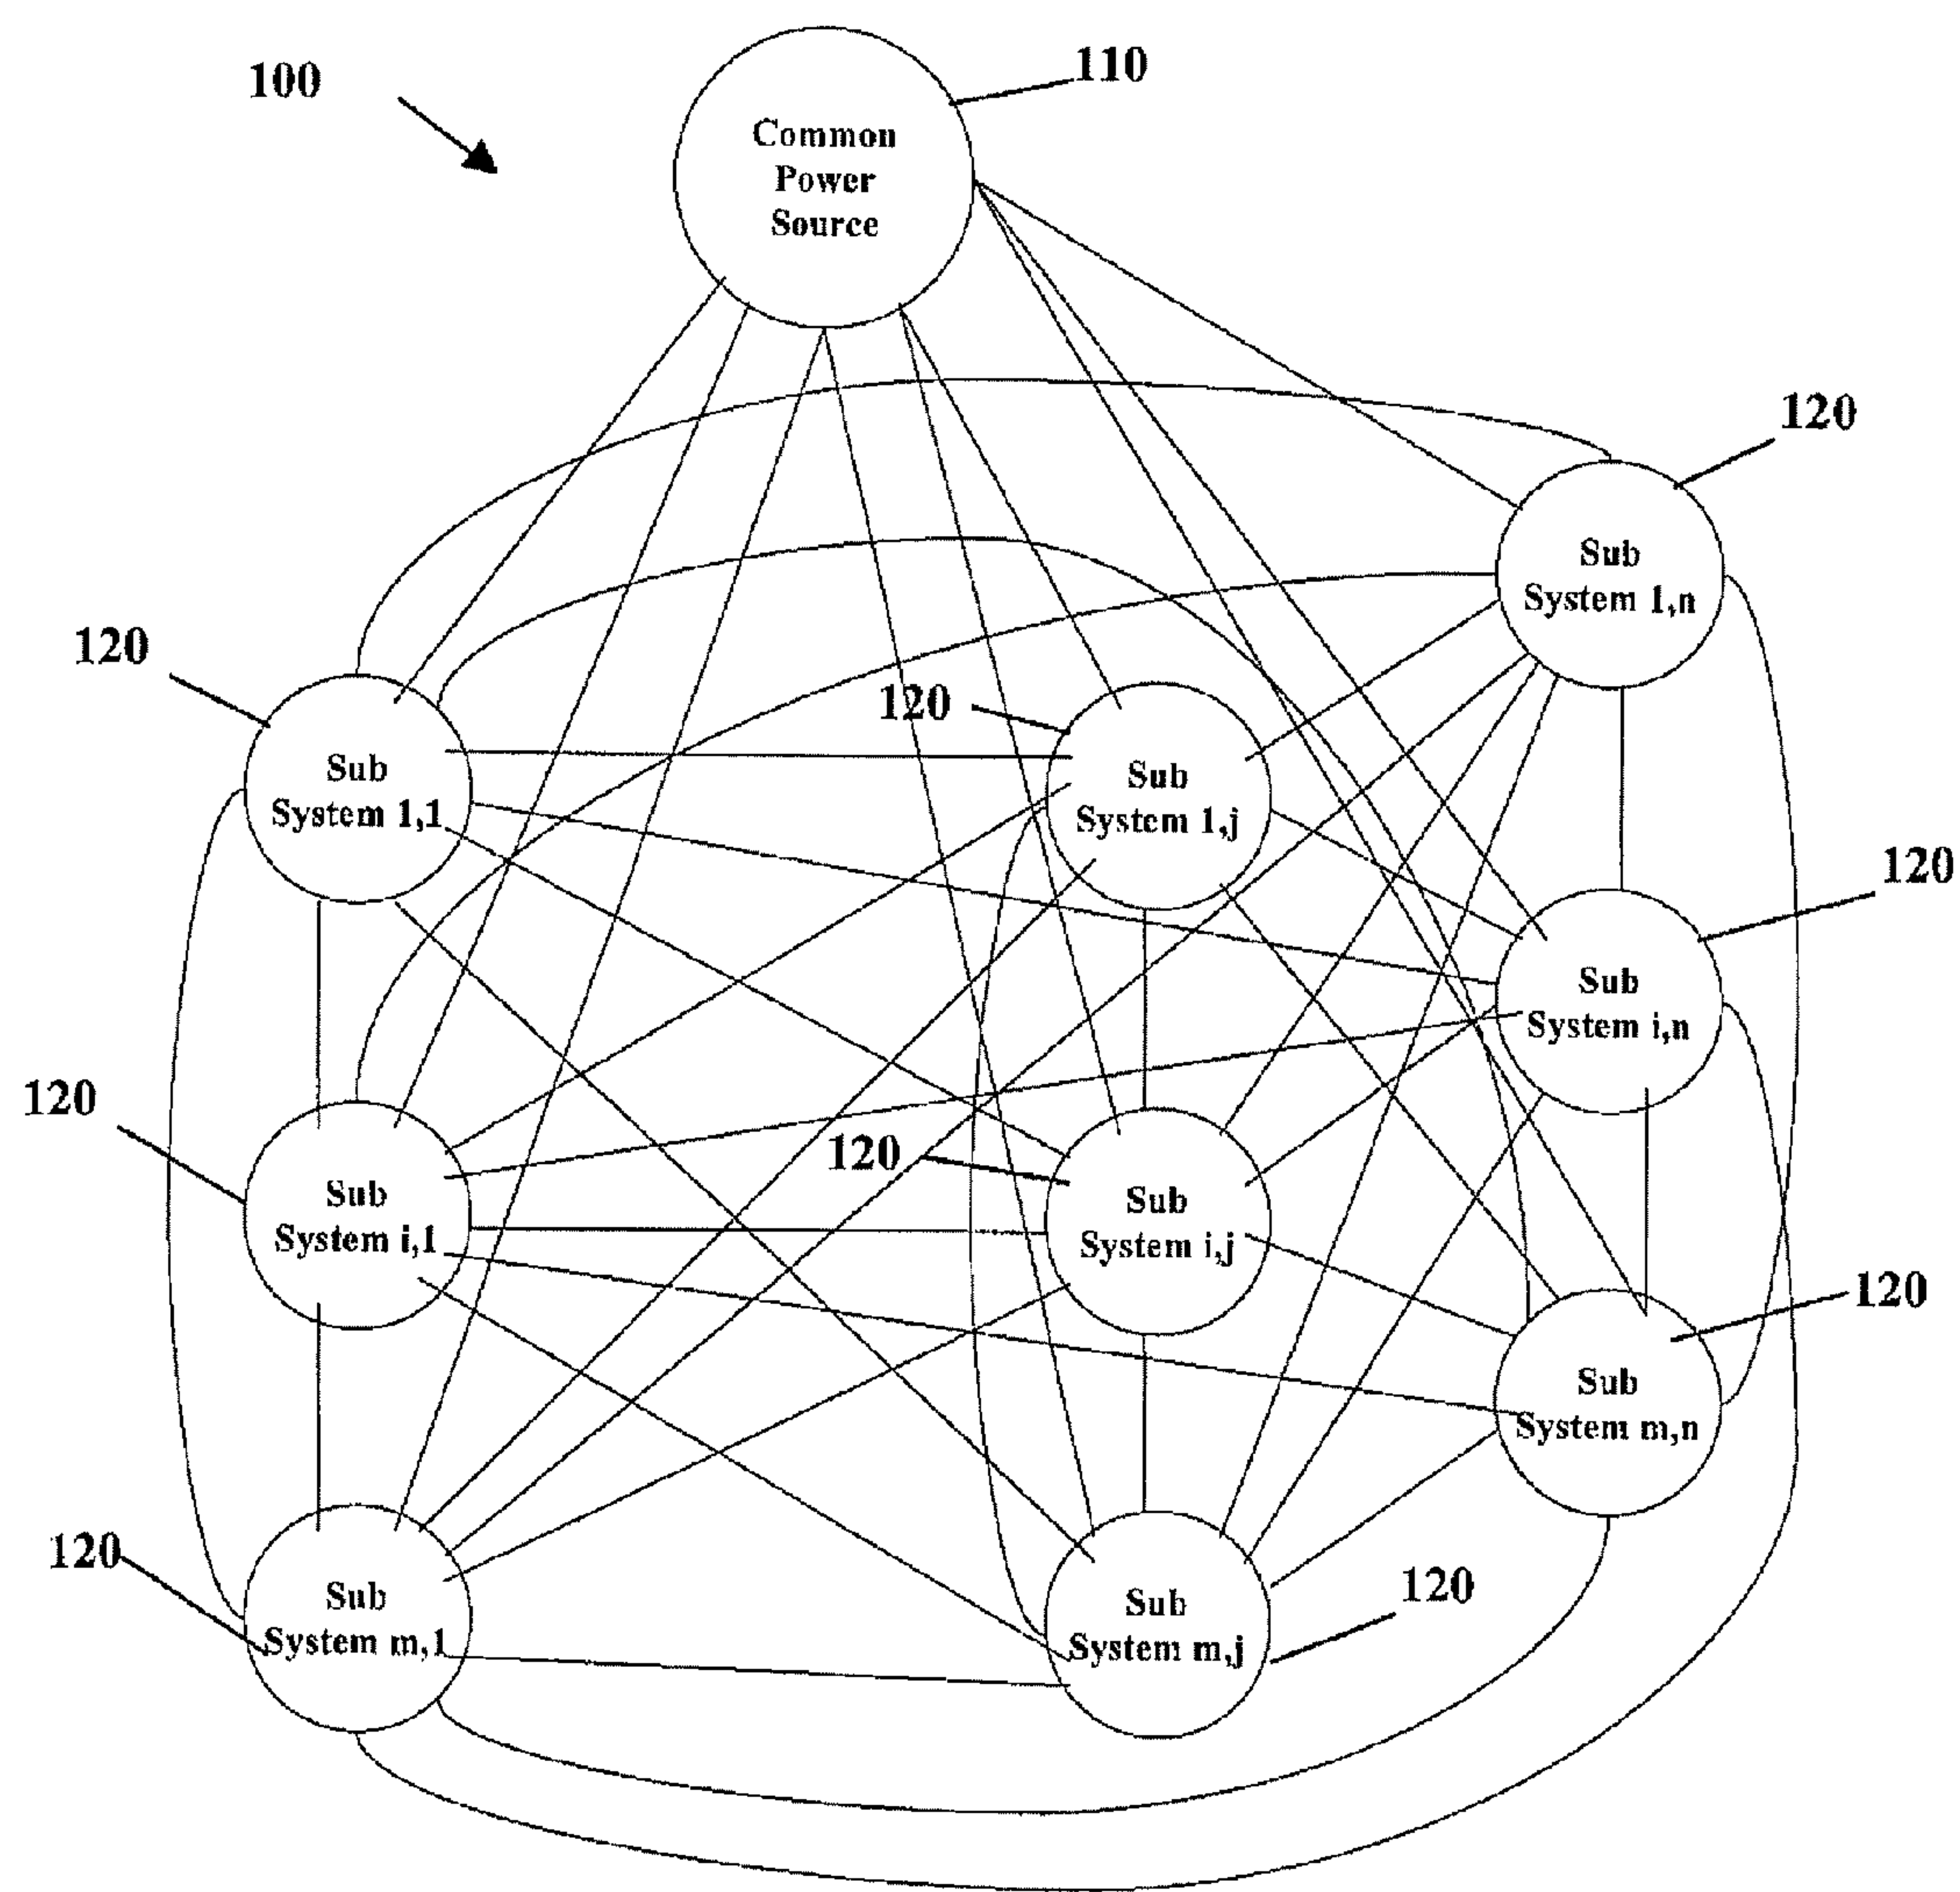 100
110
Common
Power
Source
120
Sub
System 1,n
120
Sub
System 1,1
120
Sub
System 1,j
120
Sub
System i,n
120
Sub
System i,1
120
Sub
System i,j
120
Sub
System m,n
120
Sub
System m,1
120
Sub
System m,j